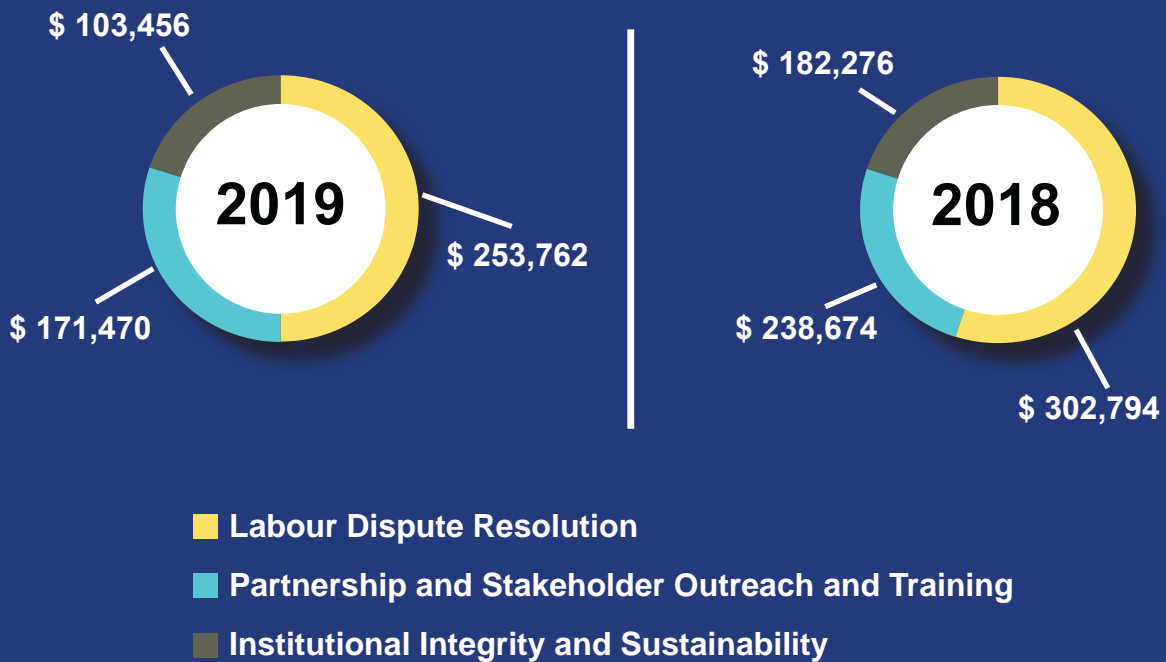 $ 103,456
2019
$ 253,762
$ 171,470
$ 182,276
2018
$ 238,674
$ 302,794
Labour Dispute Resolution
Partnership and Stakeholder Outreach and Training
Institutional Integrity and Sustainability